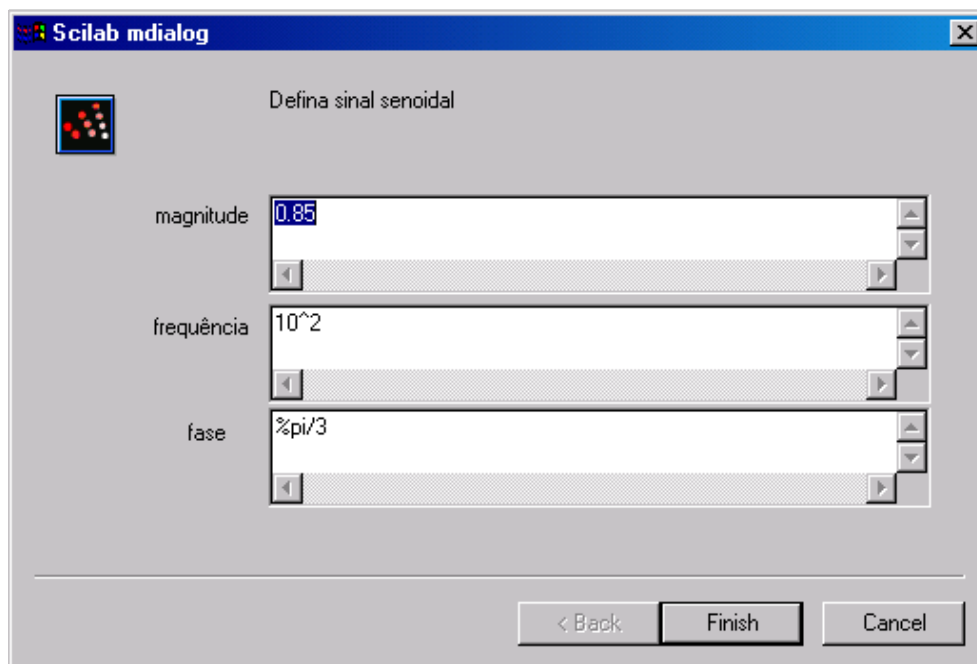 Scilab mdialog
Defina sinal senoidal
magnitude
0.85
frequência
10^2
fase
%pi/3
< Back
Finish
Cancel